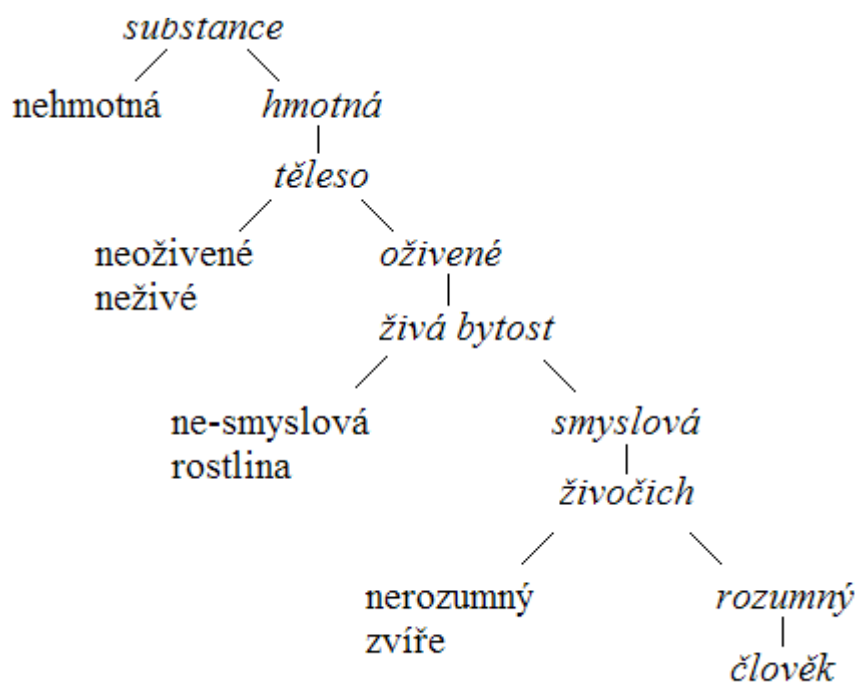 substance
nehmotná hmotná
těleso
neoživené oživené
neživé
živá bytost
ne-smyslová smyslová
rostlina
živočich
nerozumný rozumný
zvíře
člověk